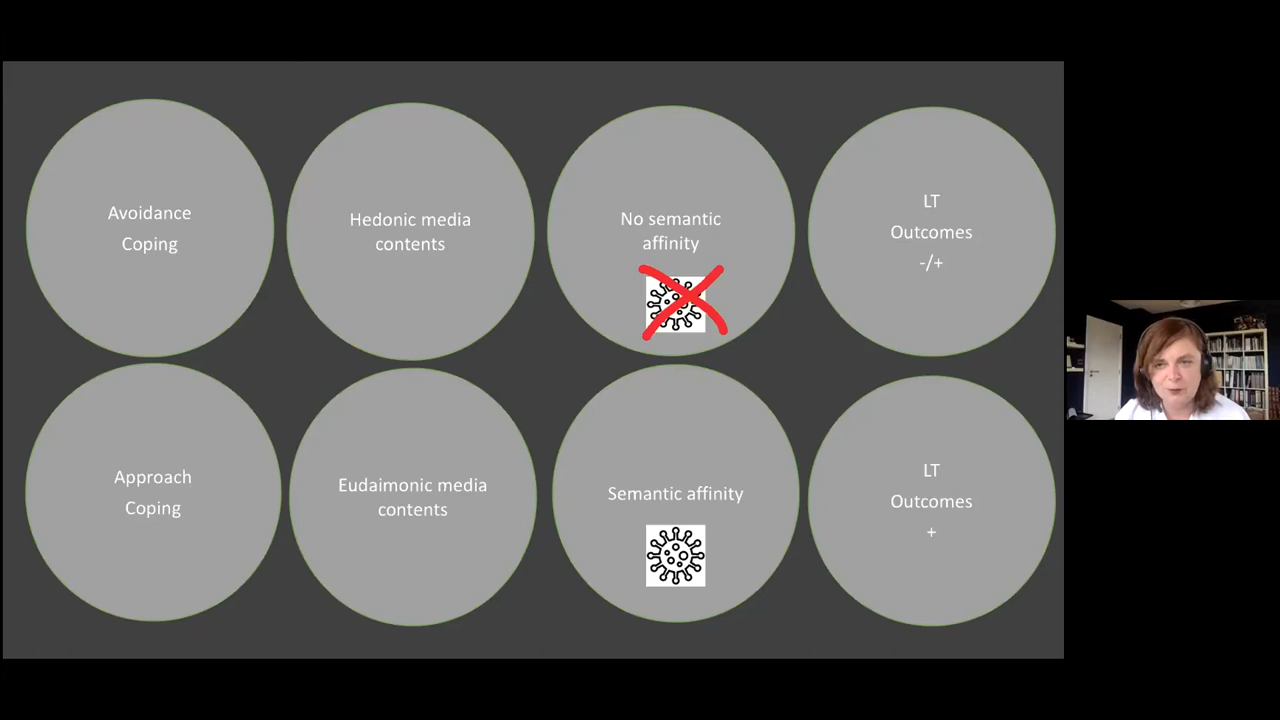 Avoidance
Coping
Hedonic media
contents
No semantic
affinity
LT
Outcomes
-/+
Approach
Coping
Eudaimonic media
contents
Semantic affinity
LT
Outcomes
+